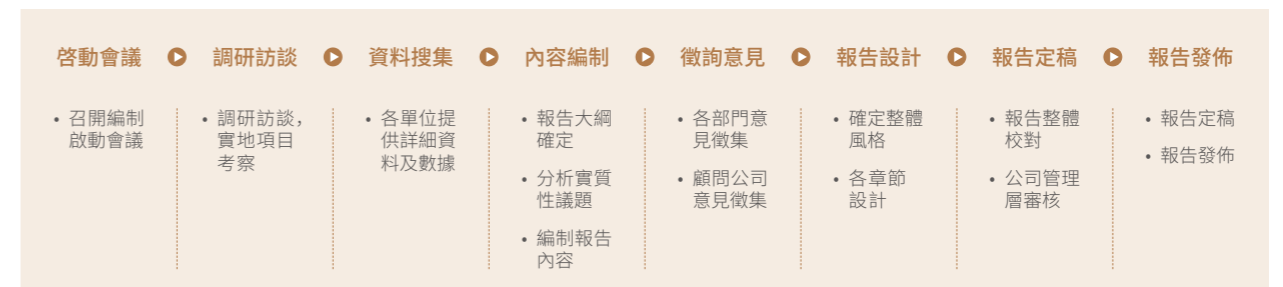 啓動會議
調研訪談
資料搜集
內容編制
徵詢意見
報告設計
報告定稿
報告發佈
• 召開編制
啟動會議
• 調研訪談，
實地項目
考察
• 各單位提
供詳細資
料及數據
• 報告大綱
確定
• 分析實質
性議題
• 編制報告
內容
• 各部門意
見徵集
• 顧問公司
意見徵集
• 確定整體
風格
• 各章節
設計
• 報告整體
校對
• 公司管理
層審核
• 報告定稿
• 報告發佈